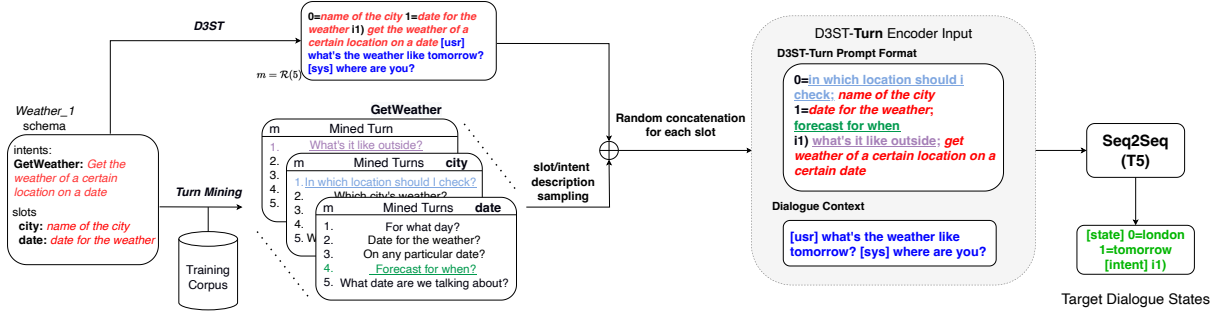 Weather_1
schema
intents:
GetWeather: Get the
weather of a certain
location on a date
slots
city: name of the city
date: date for the weather
D3ST
Turn Mining
Training
Corpus
0=name of the city 1=date for the
weather i1) get the weather of a
certain location on a date [usr]
what's the weather like tomorrow?
[sys] where are you?
m = R(5)
GetWeather
m Mined Turn
1. What's it like outside?
2.
3.
4.
5. W
m Mined Turns city
1. In which location should I check?
2. Which city's weather?
3.
4.
5.
m Mined Turns date
1. For what day?
2. Date for the weather?
3. On any particular date?
4. Forecast for when?
5. What date are we talking about?
slot/intent
description
sampling
Random concatenation
for each slot
D3ST-Turn Encoder Input
D3ST-Turn Prompt Format
0=in which location should i
check; name of the city
1=date for the weather;
forecast for when
i1) what's it like outside; get
weather of a certain location on a
certain date
Dialogue Context
[usr] what's the weather like
tomorrow? [sys] where are you?
Seq2Seq
(T5)
[state] 0=london
1=tomorrow
[intent] i1)
Target Dialogue States